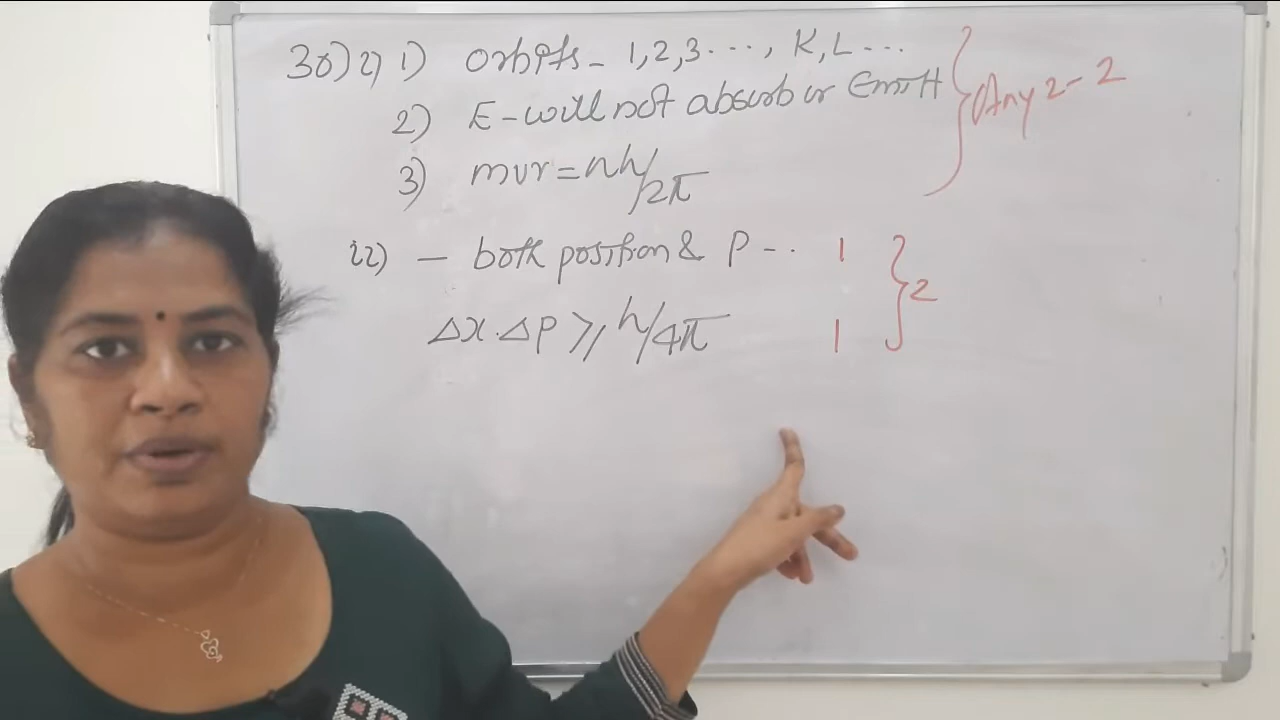 30) i) 1) orbits - 1, 2, 3 ..., K, L ...
2) E - will not absorb or Emitt
3) mvr = nh/2π
Any 2 - 2
ii) - both position & P - .. 1
Δx . Δp ≥ h/4π 1
2